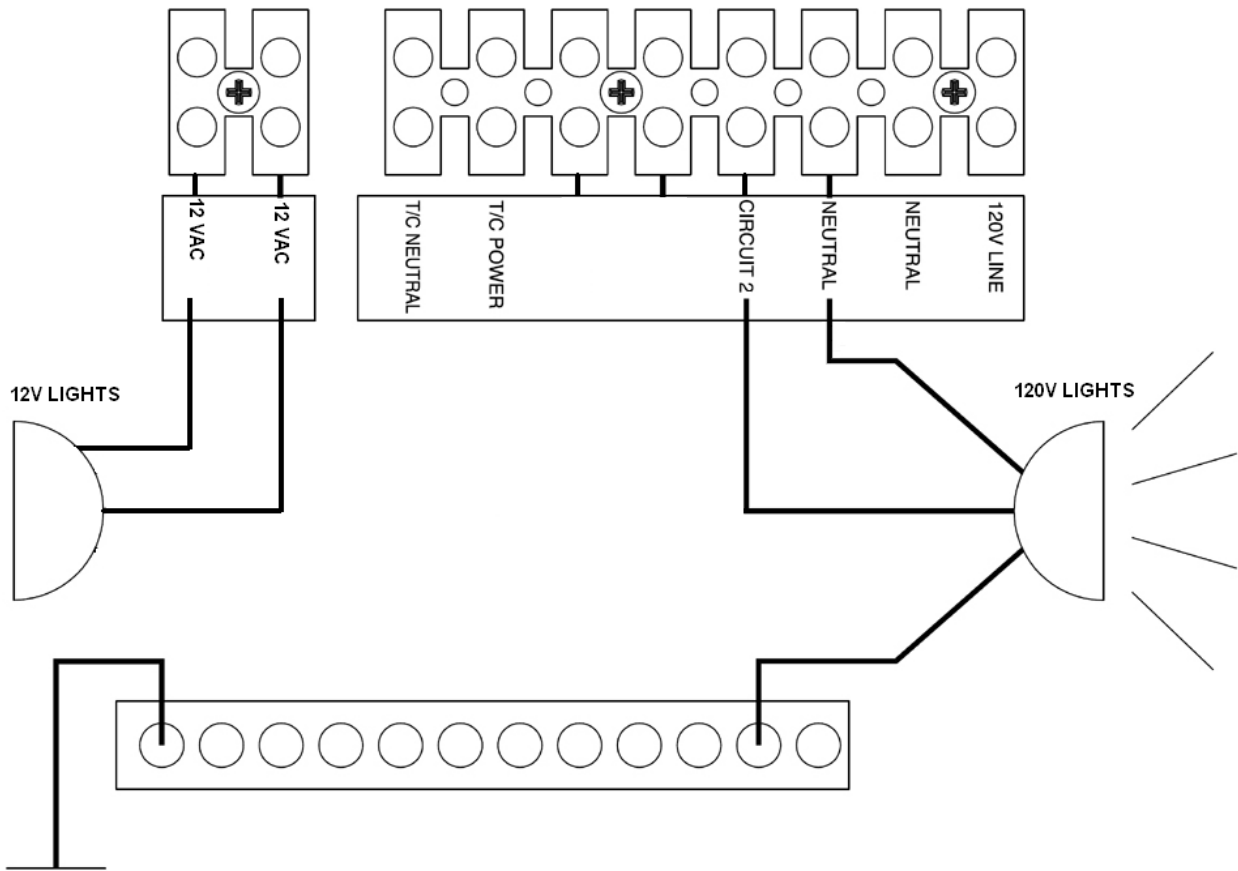 12 VAC
12 VAC
T/C NEUTRAL
T/C POWER
CIRCUIT 2
NEUTRAL
NEUTRAL
120V LINE
12V LIGHTS
120V LIGHTS